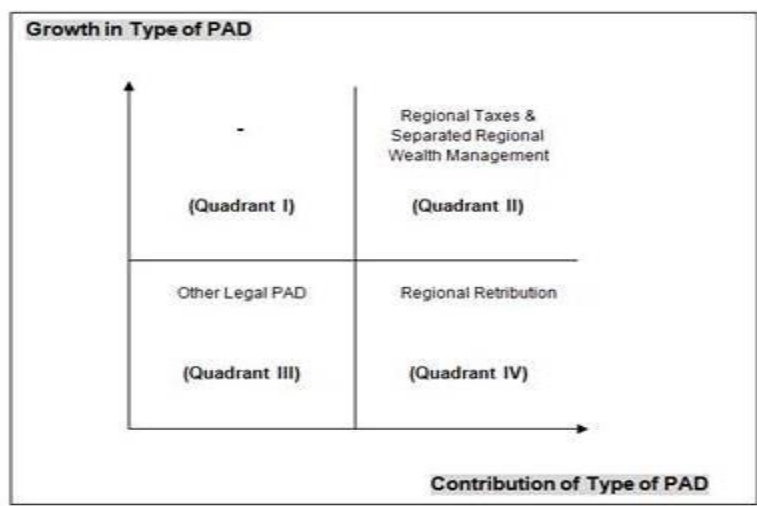 Growth in Type of PAD
-
Regional Taxes &
Separated Regional
Wealth Management
(Quadrant I)
(Quadrant II)
Other Legal PAD
Regional Retribution
(Quadrant III)
(Quadrant IV)
Contribution of Type of PAD